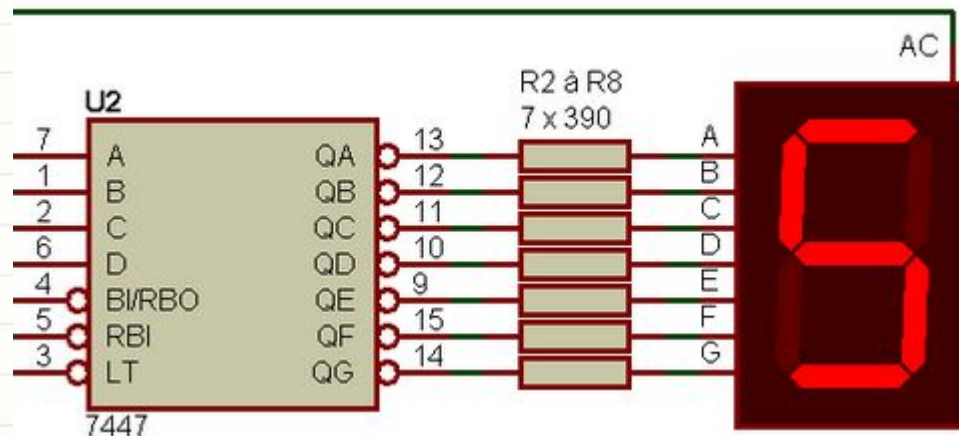 AC
R2 à R8
7 x 390
U2
7 A QA 13 A
1 B QB 12 B
2 C QC 11 C
6 D QD 10 D
4 BI/RBO QE 9 E
5 RBI QF 15 F
3 LT QG 14 G
7447
5